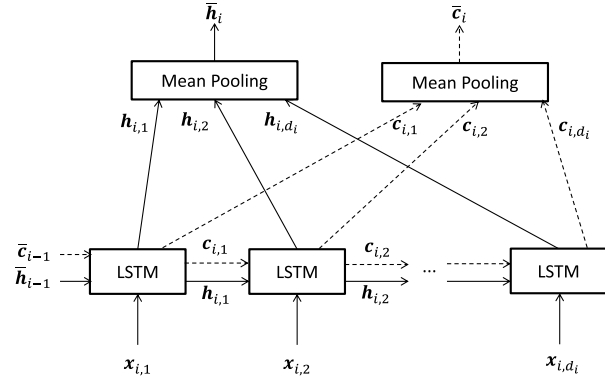 h̄ᵢ c̄ᵢ
Mean Pooling Mean Pooling
hᵢ,₁ hᵢ,₂ hᵢ,dᵢ cᵢ,₁ cᵢ,₂ cᵢ,dᵢ
c̄ᵢ₋₁ cᵢ,₁ cᵢ,₂
LSTM LSTM ... LSTM
h̄ᵢ₋₁ hᵢ,₁ hᵢ,₂
xᵢ,₁ xᵢ,₂ xᵢ,dᵢ